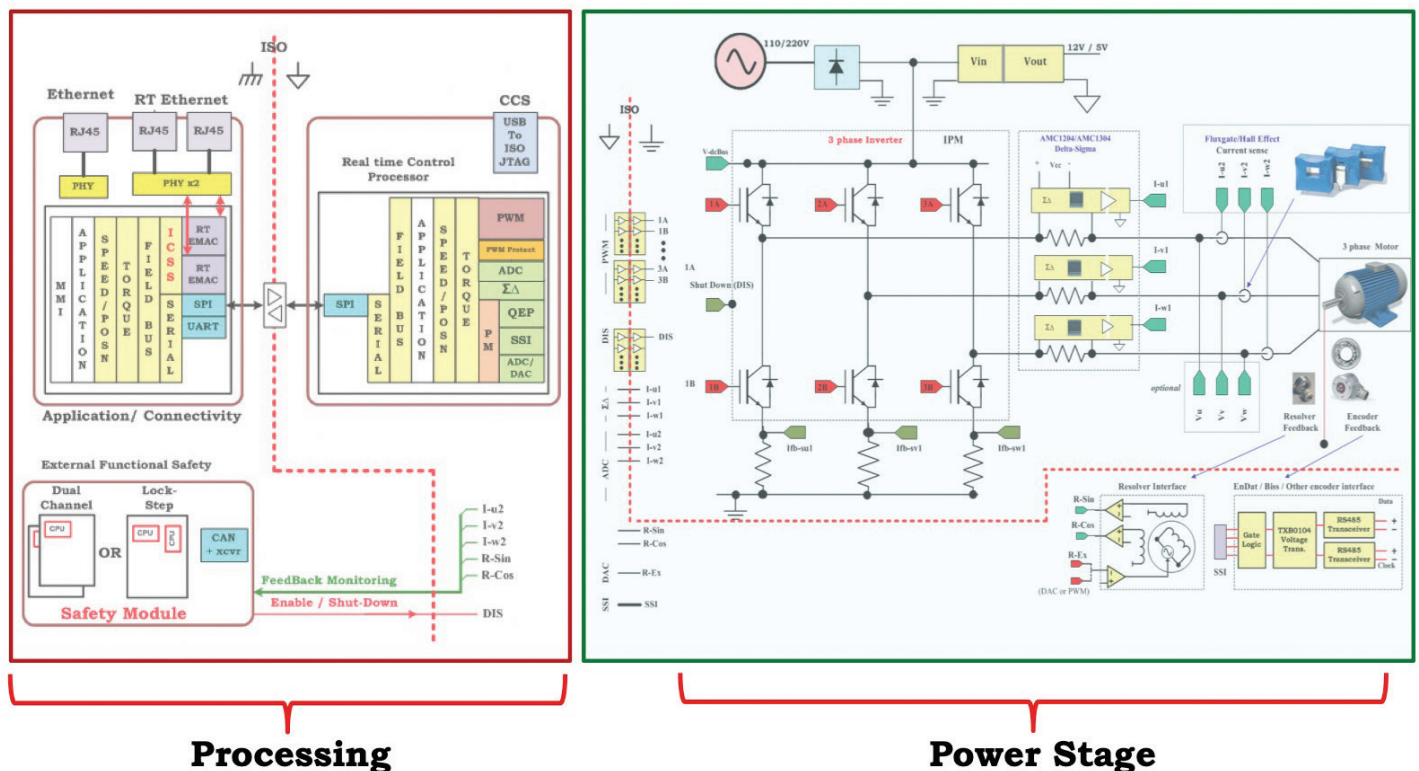 ISO
Ethernet
RT Ethernet
RJ45
RJ45
RJ45
PHY
PHY x2
MMI
APPLICATION
SPEED/POSN
TORQUE
FIELD BUS
ICSS
SERIAL
RT
EMAC
RT
EMAC
SPI
UART
Application/ Connectivity
CCS
USB
To
ISO
JTAG
Real time Control
Processor
SPI
SERIAL
FIELD BUS
APPLICATION
SPEED/POSN
TORQUE
PM
PWM
PWM Protect
ADC
ΣΔ
QEP
SSI
ADC/
DAC
External Functional Safety
Dual
Channel
CPU
OR
Lock-
Step
CPU
CPU
CAN
+ xcvr
Safety Module
FeedBack Monitoring
Enable / Shut-Down
I-u2
I-v2
I-w2
R-Sin
R-Cos
DIS
Processing
110/220V
Vin
Vout
12V / 5V
ISO
3 phase Inverter
IPM
V-dcBus
1A
2A
3A
1A
Shut Down (DIS)
1B
1B
2B
3B
Ifb-su1
Ifb-sv1
Ifb-sw1
PWM
1A
1B
3A
3B
DIS
DIS
ΣΔ
I-u1
I-v1
I-w1
ADC
I-u2
I-v2
I-w2
R-Sin
R-Cos
DAC
R-Ex
SSI
SSI
AMC1204/AMC1304
Delta-Sigma
+ Vcc -
ΣΔ
I-u1
ΣΔ
I-v1
ΣΔ
I-w1
Fluxgate/Hall Effect
Current sense
I-u2
I-v2
I-w2
3 phase Motor
optional
Vu
Vv
Vw
Resolver
Feedback
Encoder
Feedback
Resolver Interface
R-Sin
R-Cos
R-Ex
(DAC or PWM)
EnDat / Biss / Other encoder interface
SSI
Gate
Logic
TXB0104
Voltage
Trans.
RS485
Transceiver
RS485
Transceiver
Data
+
−
+
−
Clock
Power Stage